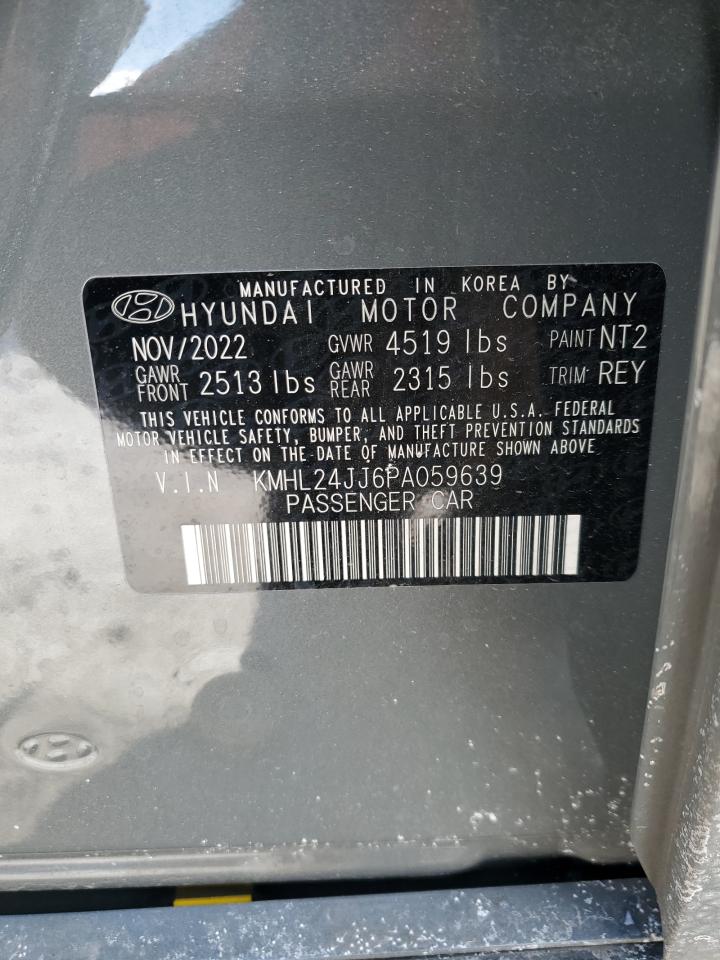 MANUFACTURED IN KOREA BY
HYUNDAI MOTOR COMPANY
NOV/2022 GVWR 4519 lbs PAINT NT2
GAWR FRONT 2513 lbs GAWR REAR 2315 lbs TRIM REY
THIS VEHICLE CONFORMS TO ALL APPLICABLE U.S.A. FEDERAL
MOTOR VEHICLE SAFETY, BUMPER, AND THEFT PREVENTION STANDARDS
IN EFFECT ON THE DATE OF MANUFACTURE SHOWN ABOVE
V.I.N KMHL24JJ6PA059639
PASSENGER CAR